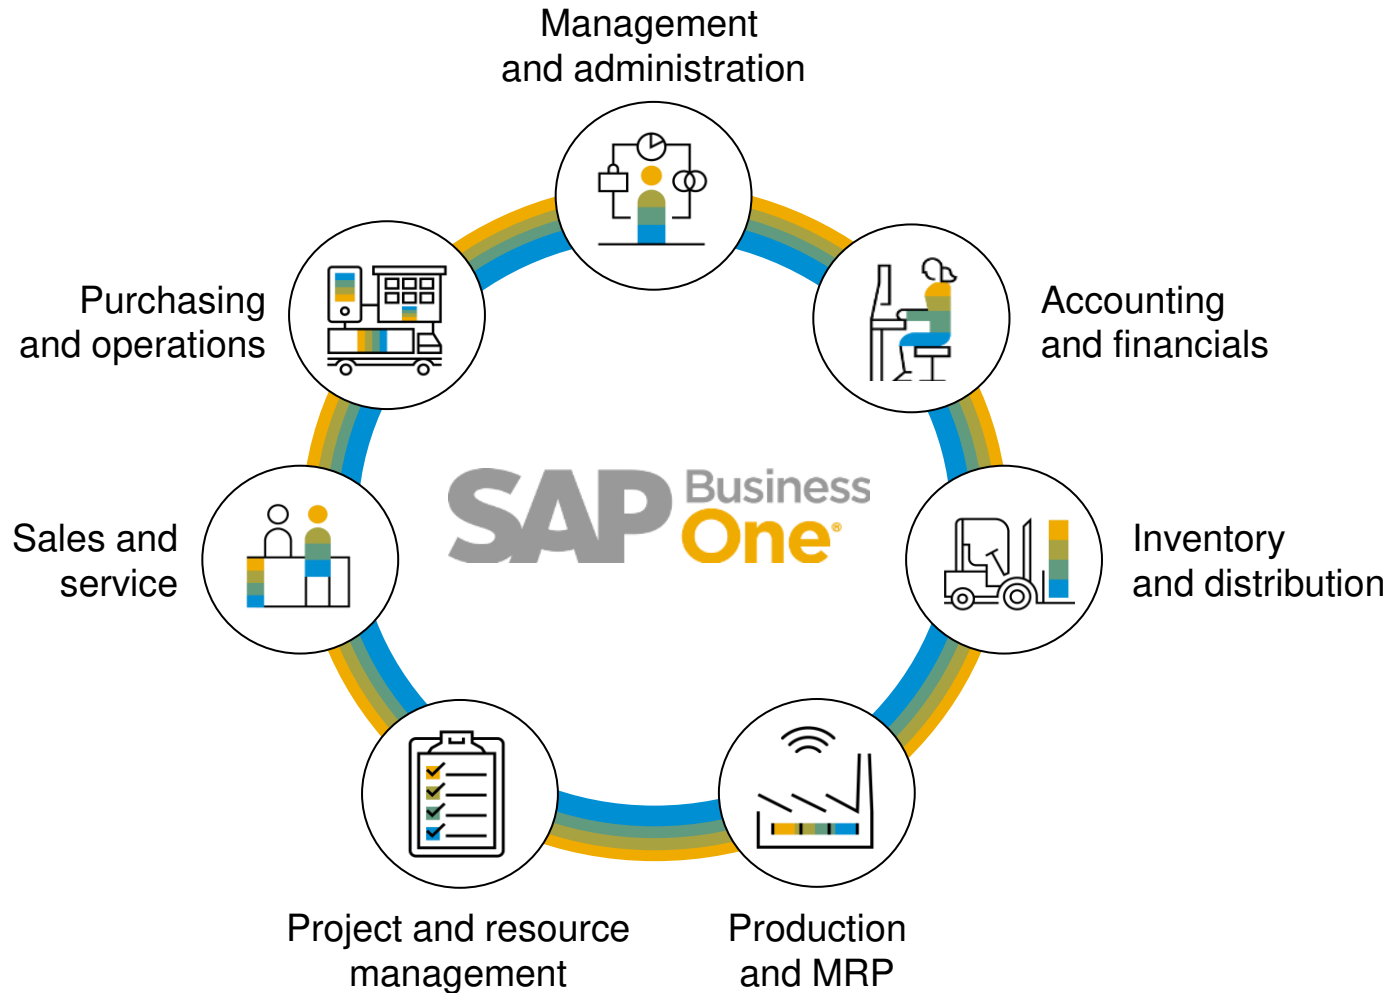 Management
and administration
Purchasing
and operations
Accounting
and financials
SAP Business
One®
Sales and
service
Inventory
and distribution
Project and resource
management
Production
and MRP